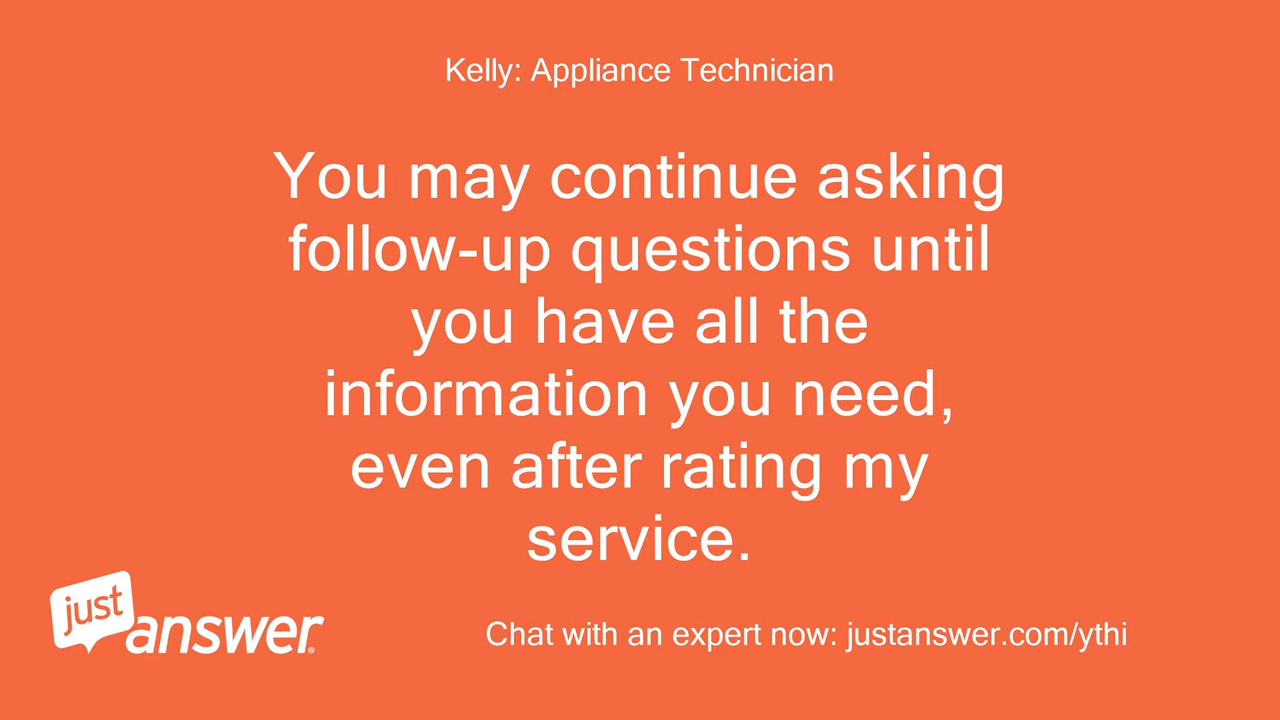 Kelly: Appliance Technician
You may continue asking
follow-up questions until
you have all the
information you need,
even after rating my
service.
just
answer®
Chat with an expert now: justanswer.com/ythi